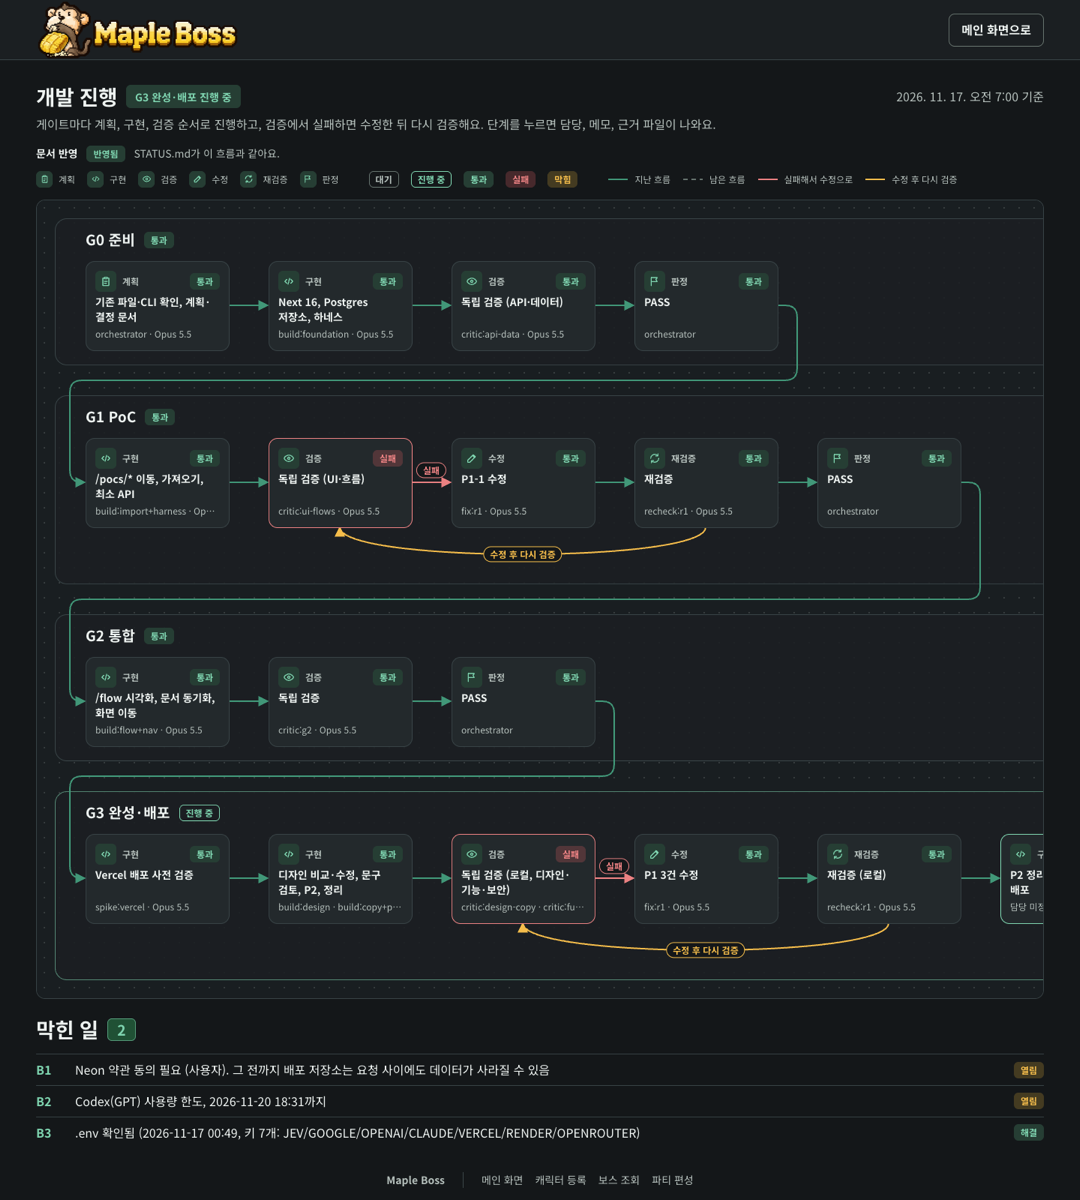 Maple Boss
메인 화면으로
개발 진행
G3 완성·배포 진행 중
2026. 11. 17. 오전 7:00 기준
게이트마다 계획, 구현, 검증 순서로 진행하고, 검증에서 실패하면 수정한 뒤 다시 검증해요. 단계를 누르면 담당, 메모, 근거 파일이 나와요.
문서 반영 반영됨 STATUS.md가 이 흐름과 같아요.
계획 구현 검증 수정 재검증 판정 대기 진행 중 통과 실패 막힘 지난 흐름 남은 흐름 실패해서 수정으로 수정 후 다시 검증
G0 준비 통과
계획 통과
기존 파일·CLI 확인, 계획·
결정 문서
orchestrator · Opus 5.5
구현 통과
Next 16, Postgres
저장소, 하네스
build:foundation · Opus 5.5
검증 통과
독립 검증 (API·데이터)
critic:api-data · Opus 5.5
판정 통과
PASS
orchestrator
G1 PoC 통과
구현 통과
/pocs/* 이동, 가져오기,
최소 API
build:import+harness · Op···
검증 실패
독립 검증 (UI·흐름)
critic:ui-flows · Opus 5.5
실패
수정 통과
P1-1 수정
fix:r1 · Opus 5.5
재검증 통과
재검증
recheck:r1 · Opus 5.5
판정 통과
PASS
orchestrator
수정 후 다시 검증
G2 통합 통과
구현 통과
/flow 시각화, 문서 동기화,
화면 이동
build:flow+nav · Opus 5.5
검증 통과
독립 검증
critic:g2 · Opus 5.5
판정 통과
PASS
orchestrator
G3 완성·배포 진행 중
구현 통과
Vercel 배포 사전 검증
spike:vercel · Opus 5.5
구현 통과
디자인 비교·수정, 문구
검토, P2, 정리
build:design · build:copy+p···
검증 실패
독립 검증 (로컬, 디자인·
기능·보안)
critic:design-copy · critic:fu···
실패
수정 통과
P1 3건 수정
fix:r1 · Opus 5.5
재검증 통과
재검증 (로컬)
recheck:r1 · Opus 5.5
P2 정리
배포
담당 미정
수정 후 다시 검증
막힌 일 2
B1 Neon 약관 동의 필요 (사용자). 그 전까지 배포 저장소는 요청 사이에도 데이터가 사라질 수 있음 열림
B2 Codex(GPT) 사용량 한도, 2026-11-20 18:31까지 열림
B3 .env 확인됨 (2026-11-17 00:49, 키 7개: JEV/GOOGLE/OPENAI/CLAUDE/VERCEL/RENDER/OPENROUTER) 해결
Maple Boss 메인 화면 캐릭터 등록 보스 조회 파티 편성